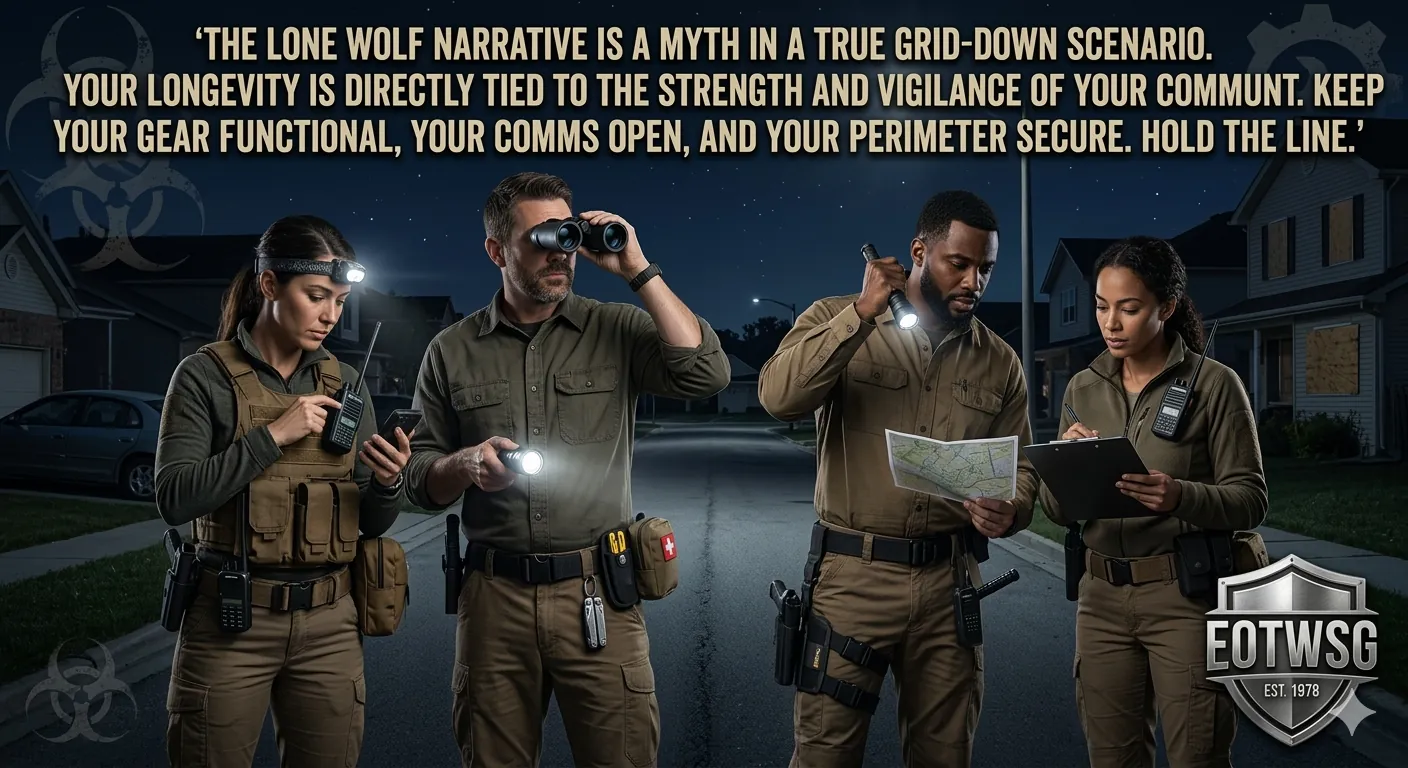 ‘THE LONE WOLF NARRATIVE IS A MYTH IN A TRUE GRID-DOWN SCENARIO.
YOUR LONGEVITY IS DIRECTLY TIED TO THE STRENGTH AND VIGILANCE OF YOUR COMMUNT. KEEP
YOUR GEAR FUNCTIONAL, YOUR COMMS OPEN, AND YOUR PERIMETER SECURE. HOLD THE LINE.’
EOTWSG
EST. 1978